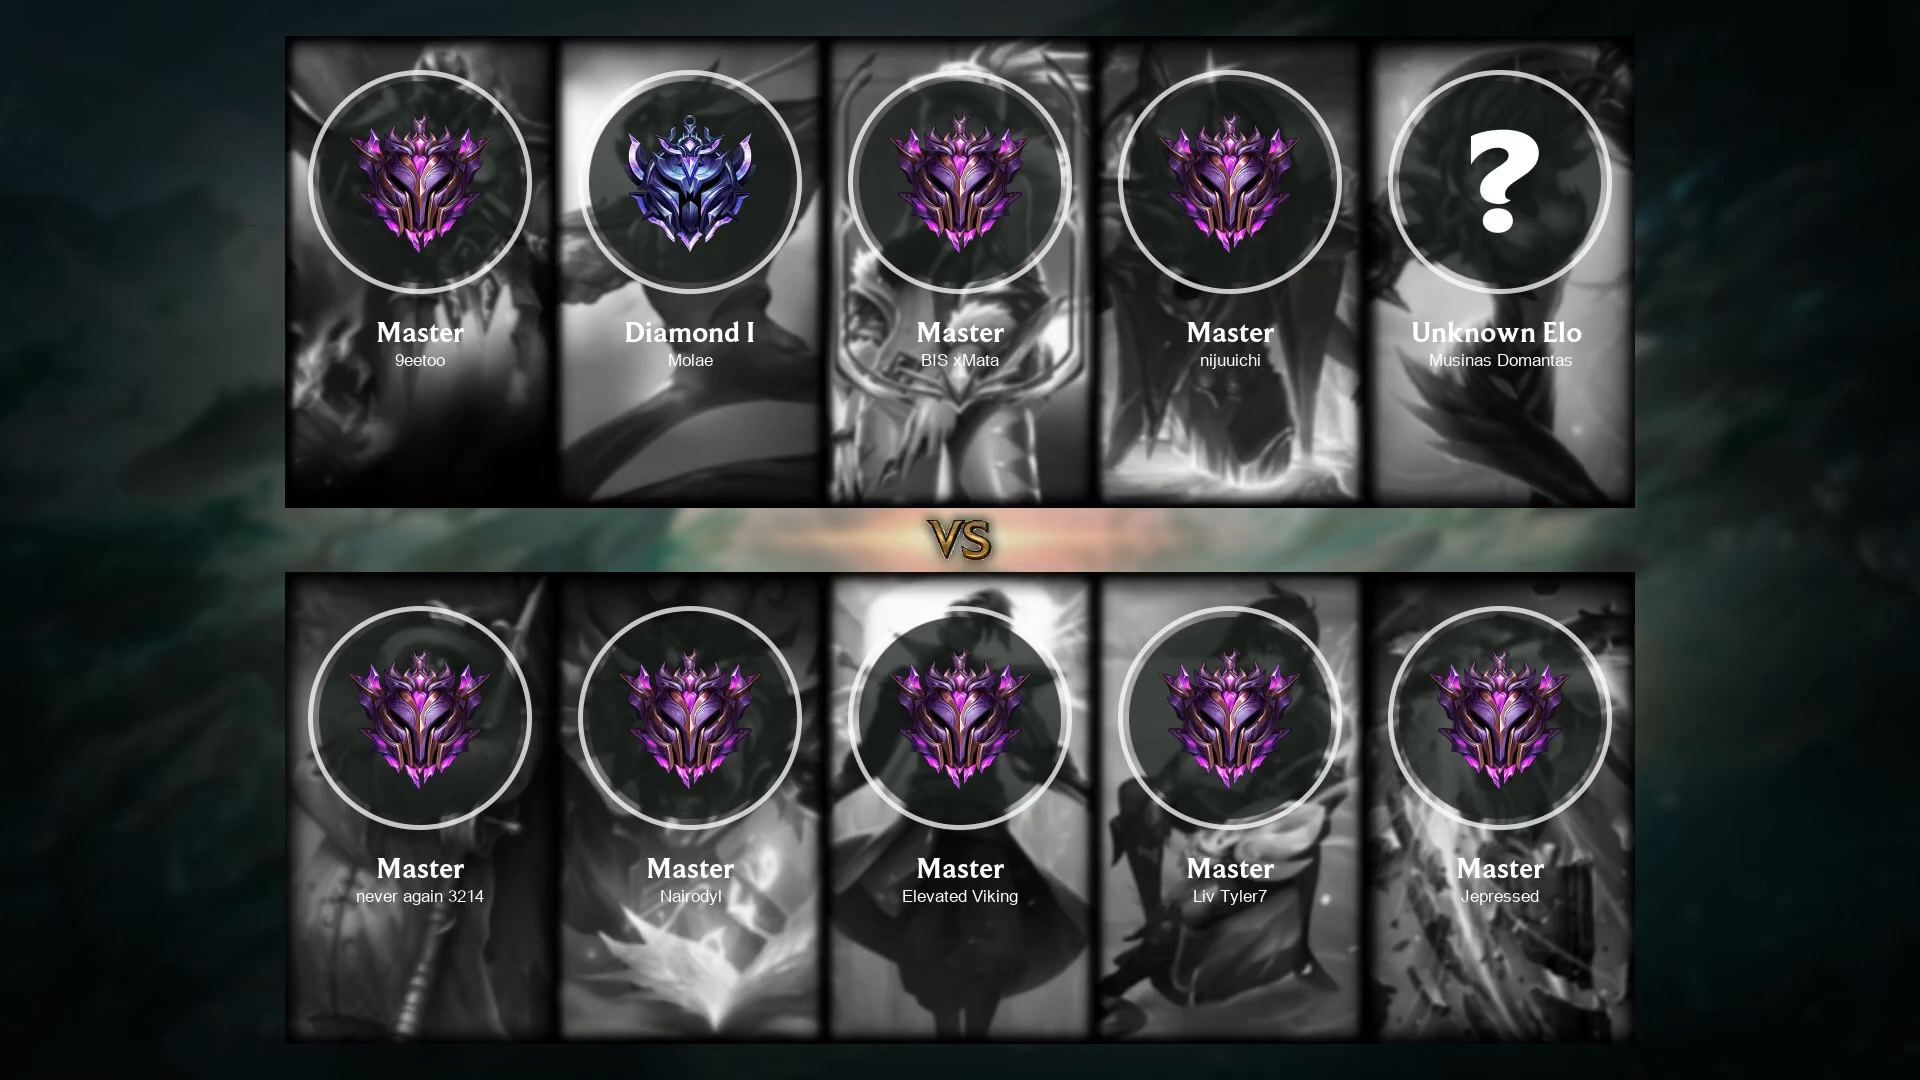 Master
9eetoo
Diamond I
Molae
Master
BIS xMata
Master
nijuuichi
?
Unknown Elo
Musinas Domantas
VS
Master
never again 3214
Master
Nairodyl
Master
Elevated Viking
Master
Liv Tyler7
Master
Jepressed